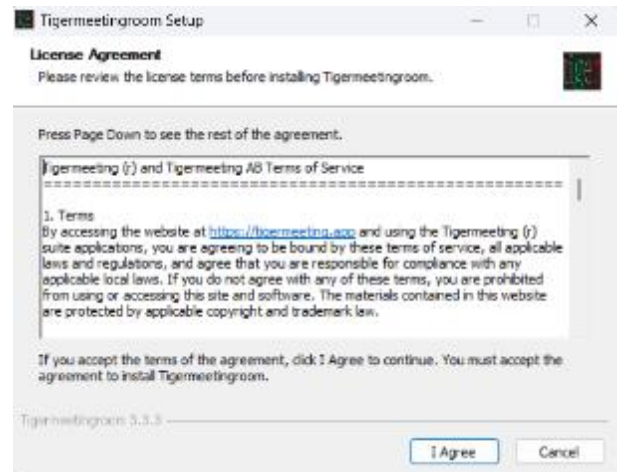 Tigermeetingroom Setup
License Agreement
Please review the license terms before installing Tigermeetingroom.
Press Page Down to see the rest of the agreement.
Tigermeeting (r) and Tigermeeting AB Terms of Service
============================================================
1. Terms
By accessing the website at https://tigermeeting.app and using the Tigermeeting (r)
suite applications, you are agreeing to be bound by these terms of service, all applicable
laws and regulations, and agree that you are responsible for compliance with any
applicable local laws. If you do not agree with any of these terms, you are prohibited
from using or accessing this site and software. The materials contained in this website
are protected by applicable copyright and trademark law.
If you accept the terms of the agreement, click I Agree to continue. You must accept the
agreement to install Tigermeetingroom.
Tigermeetingroom 3.3.3
I Agree
Cancel